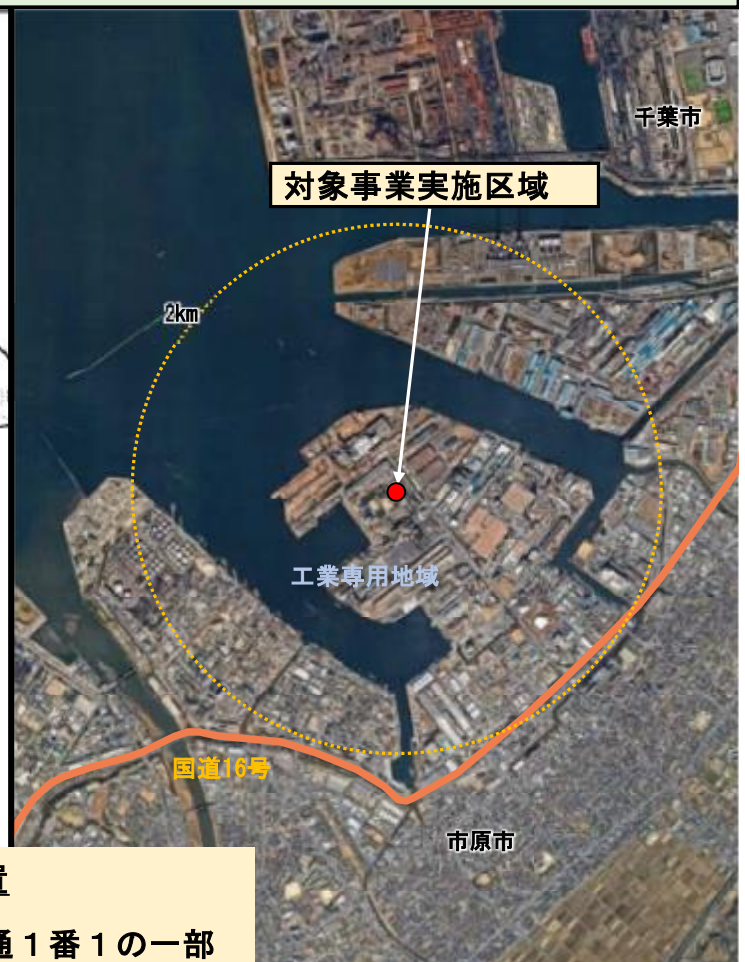 千葉市
対象事業実施区域
2km
工業専用地域
国道16号
市原市
置
通1番1の一部